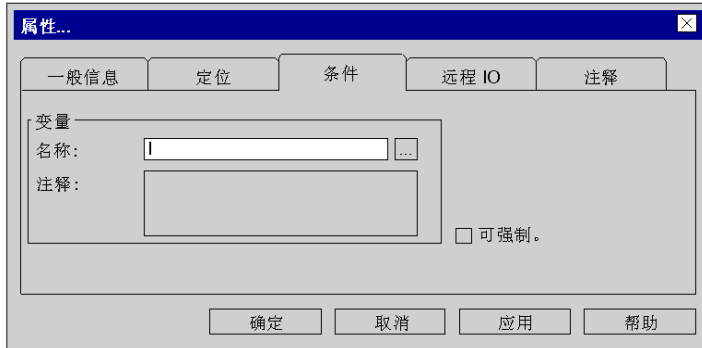 属性...
一般信息 定位 条件 远程 IO 注释
变量
名称: ...
注释:
可强制。
确定 取消 应用 帮助